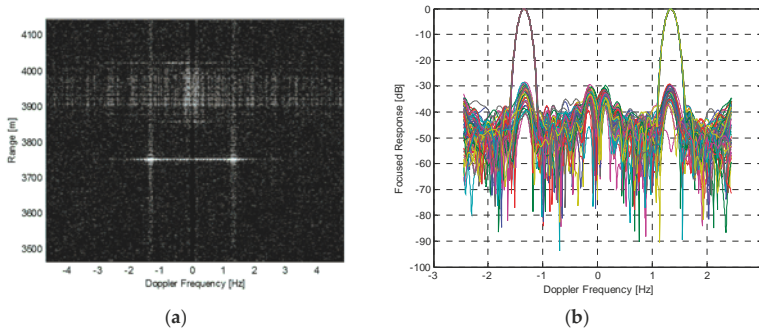 4100
4000
3900
3800
3700
3600
3500
Range [m]
-4 -3 -2 -1 0 1 2 3 4
Doppler Frequency [Hz]
(a)
0
-10
-20
-30
-40
-50
-60
-70
-80
-90
-100
Focused Response [dB]
-3 -2 -1 0 1 2 3
Doppler Frequency [Hz]
(b)